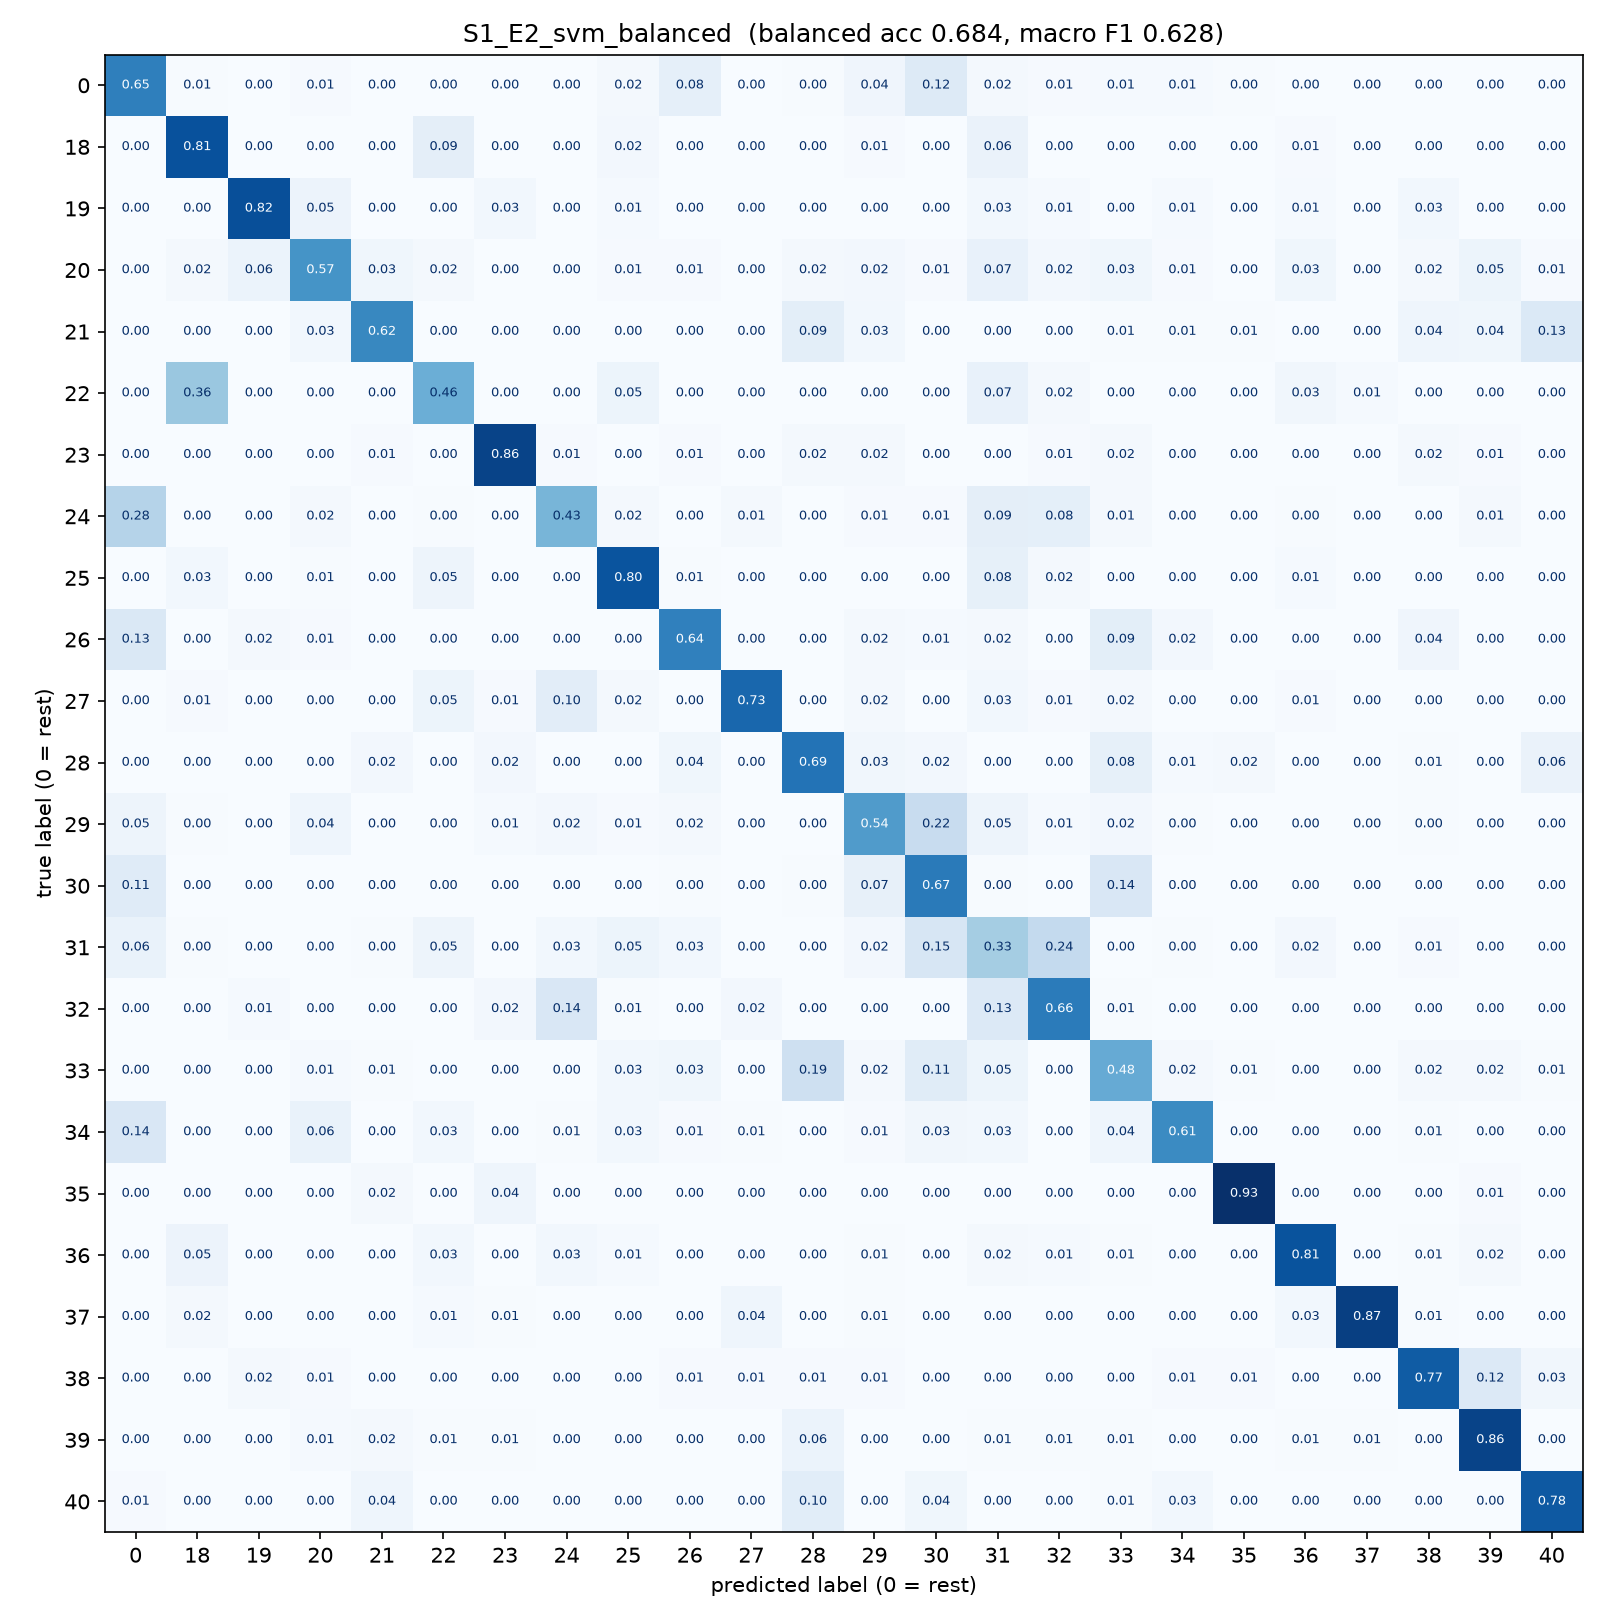 S1_E2_svm_balanced (balanced acc 0.684, macro F1 0.628)
0 0.65 0.01 0.00 0.01 0.00 0.00 0.00 0.00 0.02 0.08 0.00 0.00 0.04 0.12 0.02 0.01 0.01 0.01 0.00 0.00 0.00 0.00 0.00 0.00
18 0.00 0.81 0.00 0.00 0.00 0.09 0.00 0.00 0.02 0.00 0.00 0.00 0.01 0.00 0.06 0.00 0.00 0.00 0.00 0.01 0.00 0.00 0.00 0.00
19 0.00 0.00 0.82 0.05 0.00 0.00 0.03 0.00 0.01 0.00 0.00 0.00 0.00 0.00 0.03 0.01 0.00 0.01 0.00 0.01 0.00 0.03 0.00 0.00
20 0.00 0.02 0.06 0.57 0.03 0.02 0.00 0.00 0.01 0.01 0.00 0.02 0.02 0.01 0.07 0.02 0.03 0.01 0.00 0.03 0.00 0.02 0.05 0.01
21 0.00 0.00 0.00 0.03 0.62 0.00 0.00 0.00 0.00 0.00 0.00 0.09 0.03 0.00 0.00 0.00 0.01 0.01 0.01 0.00 0.00 0.04 0.04 0.13
22 0.00 0.36 0.00 0.00 0.00 0.46 0.00 0.00 0.05 0.00 0.00 0.00 0.00 0.00 0.07 0.02 0.00 0.00 0.00 0.03 0.01 0.00 0.00 0.00
23 0.00 0.00 0.00 0.00 0.01 0.00 0.86 0.01 0.00 0.01 0.00 0.02 0.02 0.00 0.00 0.01 0.02 0.00 0.00 0.00 0.00 0.02 0.01 0.00
24 0.28 0.00 0.00 0.02 0.00 0.00 0.00 0.43 0.02 0.00 0.01 0.00 0.01 0.01 0.09 0.08 0.01 0.00 0.00 0.00 0.00 0.00 0.01 0.00
25 0.00 0.03 0.00 0.01 0.00 0.05 0.00 0.00 0.80 0.01 0.00 0.00 0.00 0.00 0.08 0.02 0.00 0.00 0.00 0.01 0.00 0.00 0.00 0.00
26 0.13 0.00 0.02 0.01 0.00 0.00 0.00 0.00 0.00 0.64 0.00 0.00 0.02 0.01 0.02 0.00 0.09 0.02 0.00 0.00 0.00 0.04 0.00 0.00
27 0.00 0.01 0.00 0.00 0.00 0.05 0.01 0.10 0.02 0.00 0.73 0.00 0.02 0.00 0.03 0.01 0.02 0.00 0.00 0.01 0.00 0.00 0.00 0.00
28 0.00 0.00 0.00 0.00 0.02 0.00 0.02 0.00 0.00 0.04 0.00 0.69 0.03 0.02 0.00 0.00 0.08 0.01 0.02 0.00 0.00 0.01 0.00 0.06
29 0.05 0.00 0.00 0.04 0.00 0.00 0.01 0.02 0.01 0.02 0.00 0.00 0.54 0.22 0.05 0.01 0.02 0.00 0.00 0.00 0.00 0.00 0.00 0.00
30 0.11 0.00 0.00 0.00 0.00 0.00 0.00 0.00 0.00 0.00 0.00 0.00 0.07 0.67 0.00 0.00 0.14 0.00 0.00 0.00 0.00 0.00 0.00 0.00
31 0.06 0.00 0.00 0.00 0.00 0.05 0.00 0.03 0.05 0.03 0.00 0.00 0.02 0.15 0.33 0.24 0.00 0.00 0.00 0.02 0.00 0.01 0.00 0.00
32 0.00 0.00 0.01 0.00 0.00 0.00 0.02 0.14 0.01 0.00 0.02 0.00 0.00 0.00 0.13 0.66 0.01 0.00 0.00 0.00 0.00 0.00 0.00 0.00
33 0.00 0.00 0.00 0.01 0.01 0.00 0.00 0.00 0.03 0.03 0.00 0.19 0.02 0.11 0.05 0.00 0.48 0.02 0.01 0.00 0.00 0.02 0.02 0.01
34 0.14 0.00 0.00 0.06 0.00 0.03 0.00 0.01 0.03 0.01 0.01 0.00 0.01 0.03 0.03 0.00 0.04 0.61 0.00 0.00 0.00 0.01 0.00 0.00
35 0.00 0.00 0.00 0.00 0.02 0.00 0.04 0.00 0.00 0.00 0.00 0.00 0.00 0.00 0.00 0.00 0.00 0.00 0.93 0.00 0.00 0.00 0.01 0.00
36 0.00 0.05 0.00 0.00 0.00 0.03 0.00 0.03 0.01 0.00 0.00 0.00 0.01 0.00 0.02 0.01 0.01 0.00 0.00 0.81 0.00 0.01 0.02 0.00
37 0.00 0.02 0.00 0.00 0.00 0.01 0.01 0.00 0.00 0.00 0.04 0.00 0.01 0.00 0.00 0.00 0.00 0.00 0.00 0.03 0.87 0.01 0.00 0.00
38 0.00 0.00 0.02 0.01 0.00 0.00 0.00 0.00 0.00 0.01 0.01 0.01 0.01 0.00 0.00 0.00 0.00 0.01 0.01 0.00 0.00 0.77 0.12 0.03
39 0.00 0.00 0.00 0.01 0.02 0.01 0.01 0.00 0.00 0.00 0.00 0.06 0.00 0.00 0.01 0.01 0.01 0.00 0.00 0.01 0.01 0.00 0.86 0.00
40 0.01 0.00 0.00 0.00 0.04 0.00 0.00 0.00 0.00 0.00 0.00 0.10 0.00 0.04 0.00 0.00 0.01 0.03 0.00 0.00 0.00 0.00 0.00 0.78
0 18 19 20 21 22 23 24 25 26 27 28 29 30 31 32 33 34 35 36 37 38 39 40
predicted label (0 = rest)
true label (0 = rest)